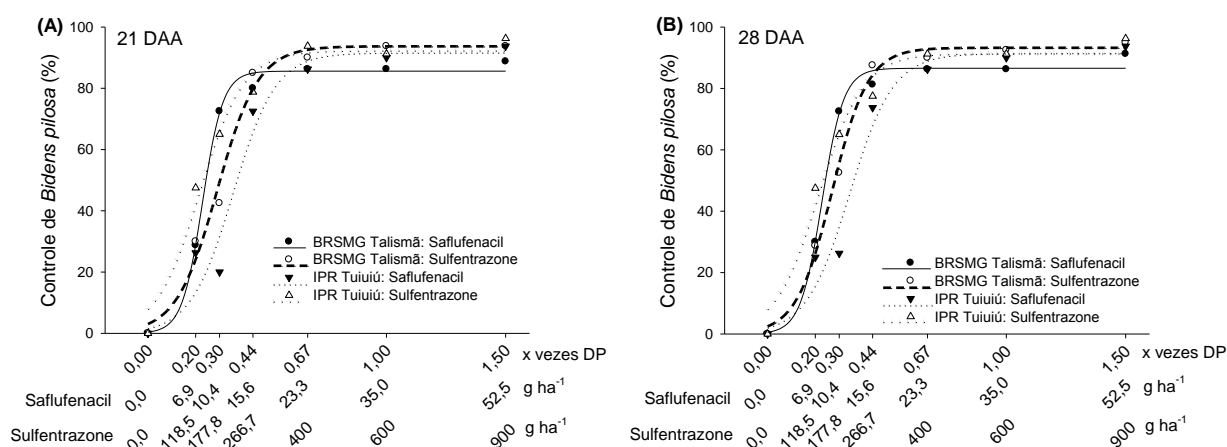 (A)
21 DAA
Controle de Bidens pilosa (%)
100
80
60
40
20
0
BRSMG Talismã: Saflufenacil
BRSMG Talismã: Sulfentrazone
IPR Tuiuiú: Saflufenacil
IPR Tuiuiú: Sulfentrazone
0,00 0,20 0,30 0,44 0,67 1,00 1,50 x vezes DP
Saflufenacil 0,0 6,9 10,4 15,6 23,3 35,0 52,5 g ha-1
Sulfentrazone 0,0 118,5 177,8 266,7 400 600 900 g ha-1
(B)
28 DAA
Controle de Bidens pilosa (%)
100
80
60
40
20
0
BRSMG Talismã: Saflufenacil
BRSMG Talismã: Sulfentrazone
IPR Tuiuiú: Saflufenacil
IPR Tuiuiú: Sulfentrazone
0,00 0,20 0,30 0,44 0,67 1,00 1,50 x vezes DP
Saflufenacil 0,0 6,9 10,4 15,6 23,3 35,0 52,5 g ha-1
Sulfentrazone 0,0 118,5 177,8 266,7 400 600 900 g ha-1